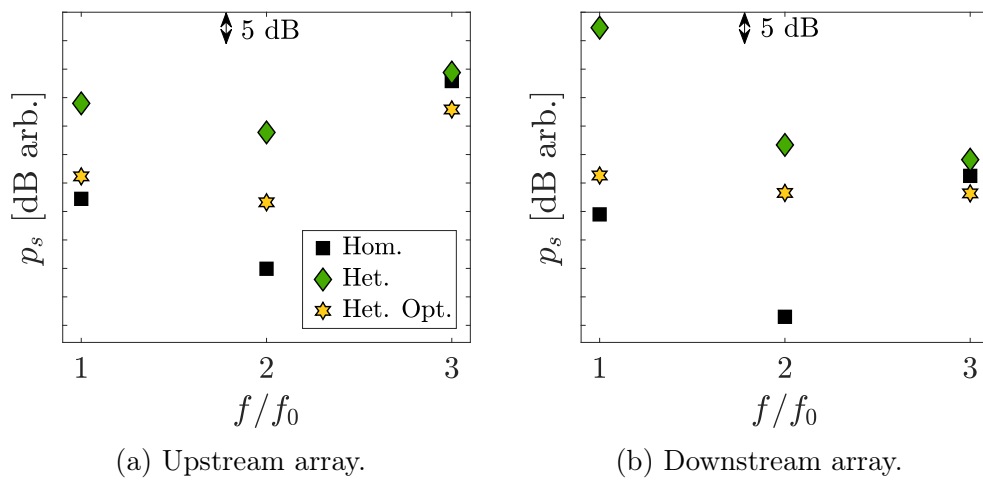 5 dB
p_s [dB arb.]
Hom.
Het.
Het. Opt.
1 2 3
f/f_0
(a) Upstream array.
5 dB
p_s [dB arb.]
1 2 3
f/f_0
(b) Downstream array.